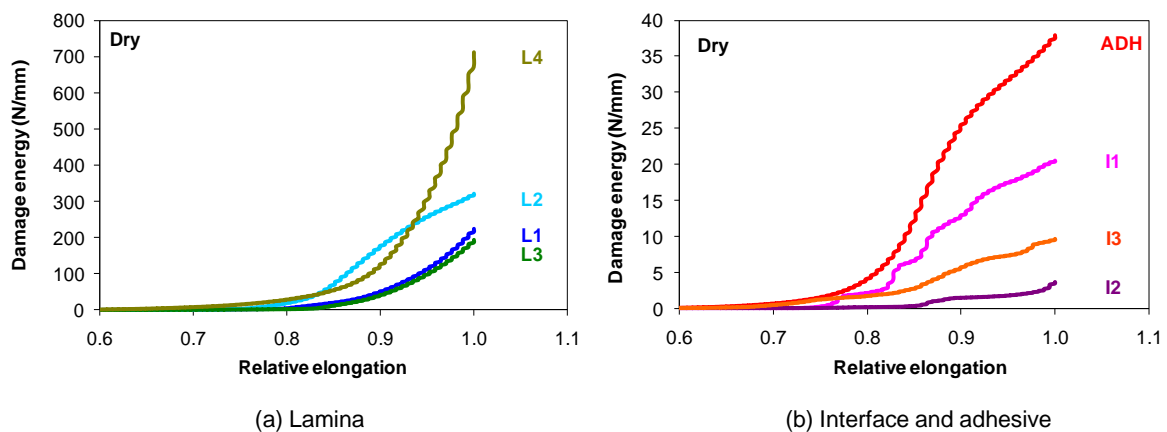 Damage energy (N/mm)
800
700
600
500
400
300
200
100
0
Dry
L4
L2
L1
L3
0.6 0.7 0.8 0.9 1.0 1.1
Relative elongation
(a) Lamina
Damage energy (N/mm)
40
35
30
25
20
15
10
5
0
Dry
ADH
I1
I3
I2
0.6 0.7 0.8 0.9 1.0 1.1
Relative elongation
(b) Interface and adhesive